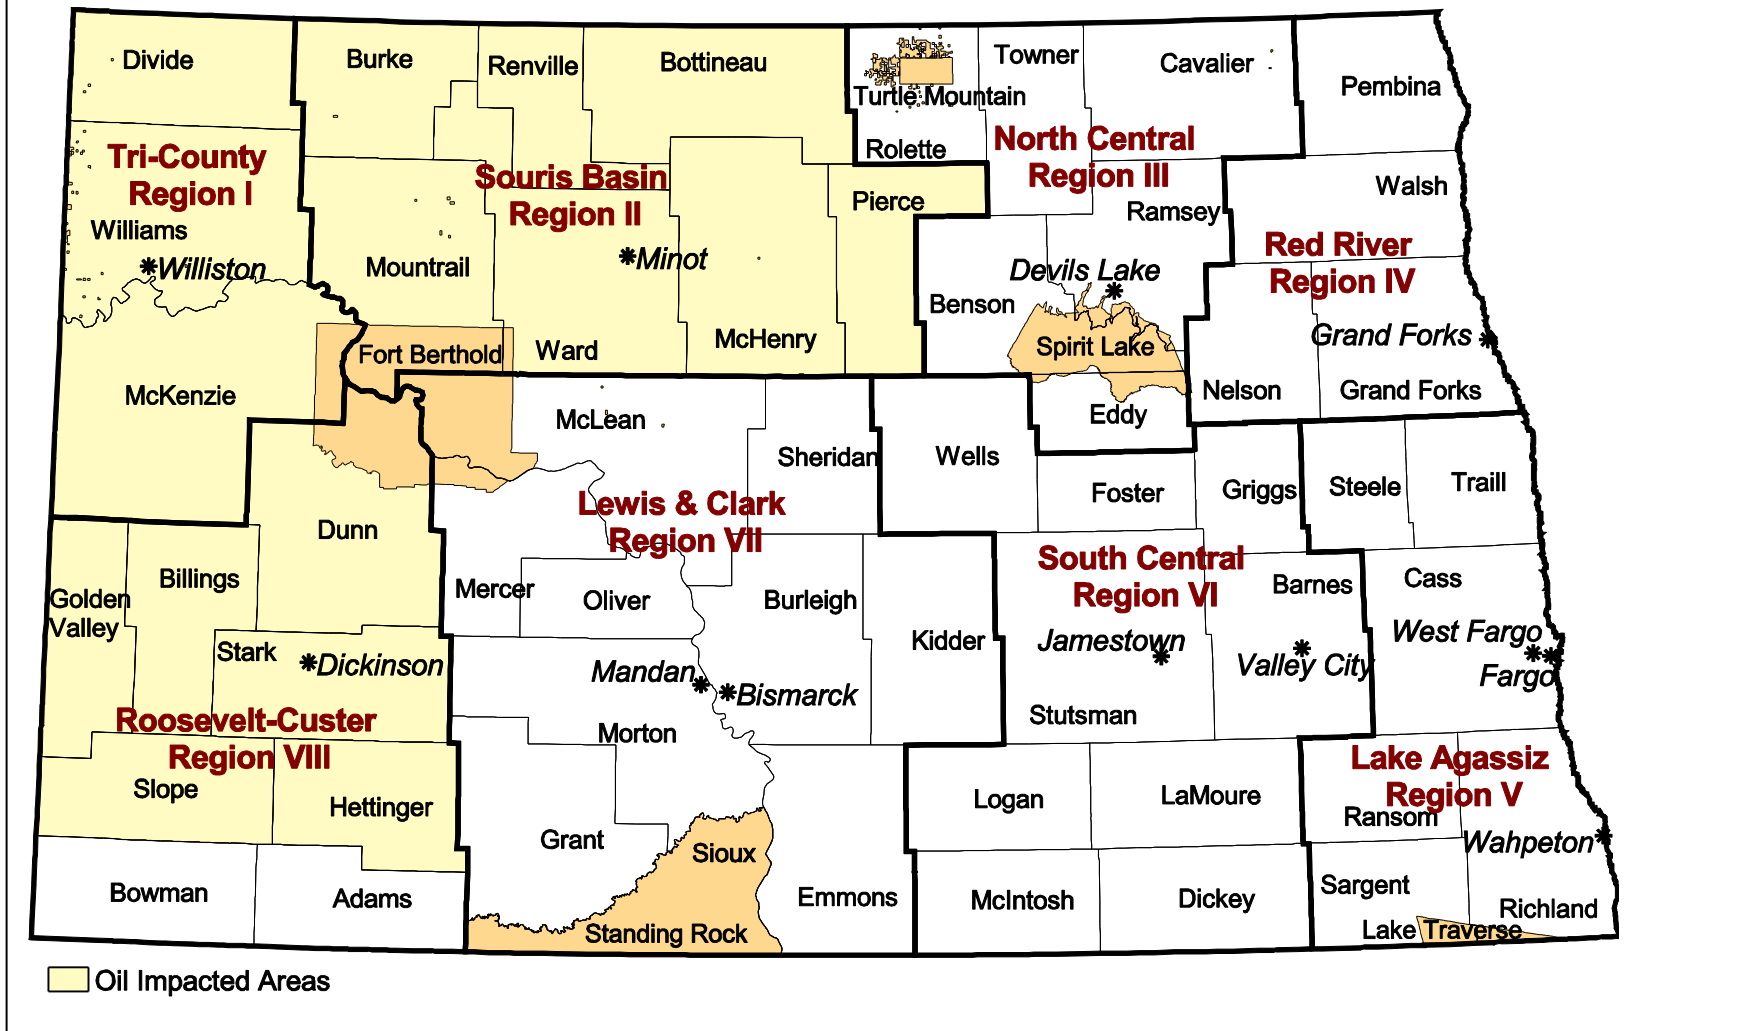 Divide
Burke
Renville
Bottineau
Towner
Cavalier
Pembina
Turtle Mountain
Rolette
Tri-County
Region I
Souris Basin
Region II
North Central
Region III
Walsh
Pierce
Ramsey
Williams
Williston
Mountrail
Minot
Devils Lake
Red River
Region IV
Benson
Grand Forks
McHenry
Fort Berthold
Ward
Spirit Lake
McKenzie
Nelson
Grand Forks
McLean
Eddy
Sheridan
Wells
Foster
Griggs
Steele
Traill
Dunn
Lewis & Clark
Region VII
South Central
Region VI
Billings
Golden
Valley
Mercer
Oliver
Burleigh
Barnes
Cass
Kidder
Jamestown
West Fargo
Stark
Dickinson
Mandan
Bismarck
Valley City
Fargo
Roosevelt-Custer
Region VIII
Morton
Stutsman
Slope
Hettinger
Lake Agassiz
Region V
Logan
LaMoure
Ransom
Grant
Sioux
Wahpeton
Bowman
Adams
Emmons
McIntosh
Dickey
Sargent
Richland
Standing Rock
Lake Traverse
Oil Impacted Areas